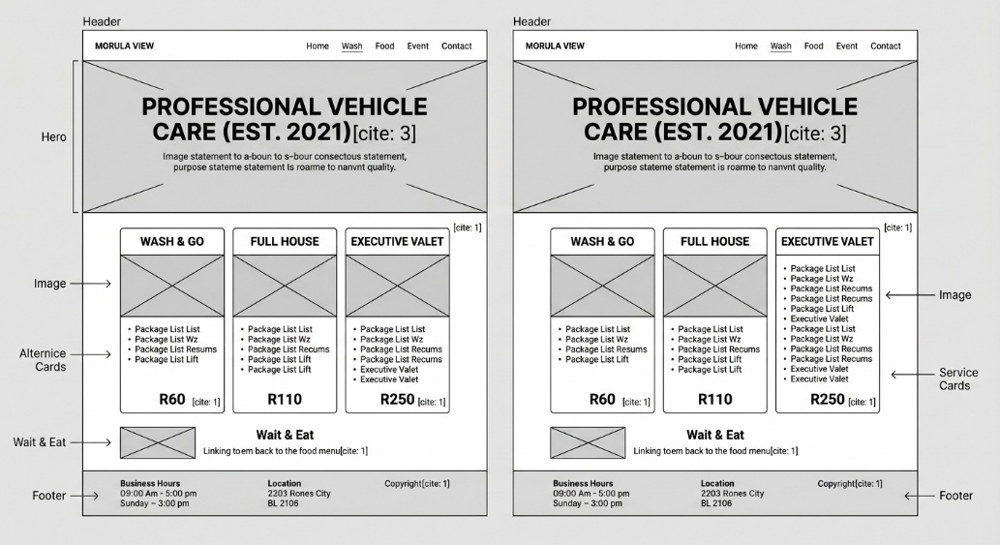 Header
MORULA VIEW
Home Wash Food Event Contact
Hero
PROFESSIONAL VEHICLE
CARE (EST. 2021)[cite: 3]
Image statement to a-boun to s-bour consectous statement,
purpose stateme statement is roarme to nanvnt quality.
[cite: 1]
WASH & GO
Image
• Package List List
• Package List Wz
• Package List Resums
• Package List Lift
Alternice
Cards
R60 [cite: 1]
FULL HOUSE
• Package List List
• Package List Wz
• Package List Recums
• Package List Lift
• Package List Lift
R110
EXECUTIVE VALET
• Package List List
• Package List Wz
• Package List Recums
• Package List Recums
• Executive Valet
• Executive Valet
R250 [cite: 1]
Wait & Eat
Wait & Eat
Linking toem back to the food menu[cite: 1]
Footer
Business Hours
09:00 Am - 5:00 pm
Sunday – 3:00 pm
Location
2203 Rones City
BL 2106
Copyright[cite: 1]
Header
MORULA VIEW
Home Wash Food Event Contact
PROFESSIONAL VEHICLE
CARE (EST. 2021)[cite: 3]
Image statement to a-boun to s-bour consectous statement,
purpose stateme statement is roarme to nanvnt quality.
[cite: 1]
WASH & GO
• Package List List
• Package List Wz
• Package List Resums
• Package List Lift
R60 [cite: 1]
FULL HOUSE
• Package List List
• Package List Wz
• Package List Recums
• Package List Lift
• Package List Lift
R110
EXECUTIVE VALET
• Package List List
• Package List Wz
• Package List Recums
• Package List Recums
• Package List Lift
• Executive Valet
• Package List List
• Package List Wz
• Package List Recums
• Package List Recums
• Executive Valet
• Executive Valet
R250 [cite: 1]
Image
Service
Cards
Wait & Eat
Linking toem back to the food menu[cite: 1]
Business Hours
09:00 Am - 5:00 pm
Sunday – 3:00 pm
Location
2203 Rones City
BL 2106
Copyright[cite: 1]
Footer